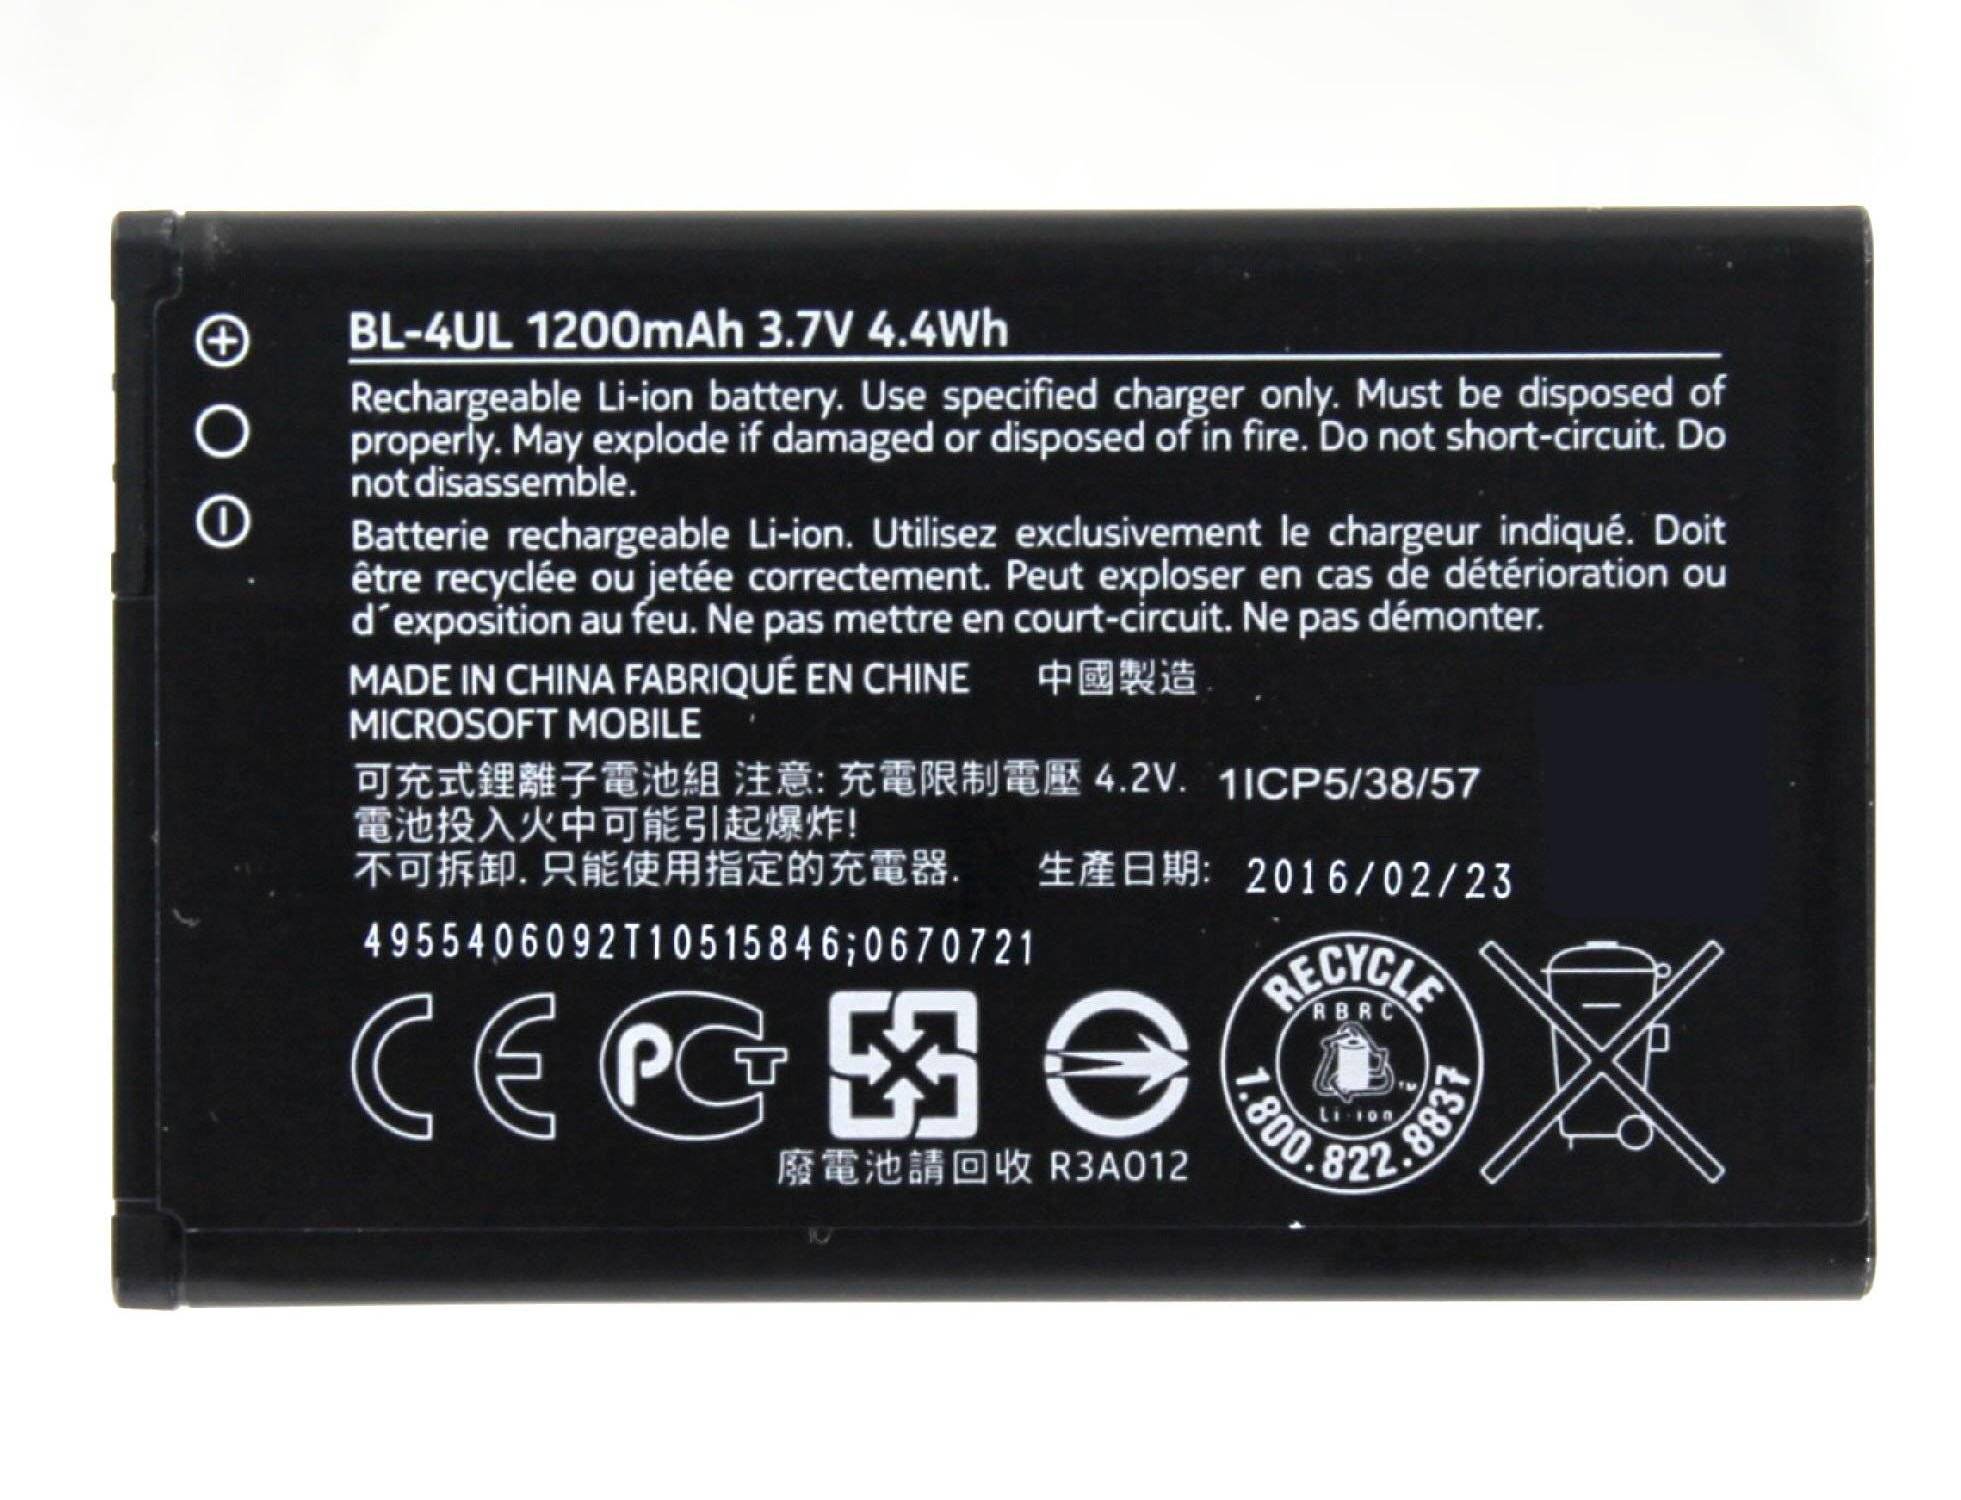 BL-4UL 1200mAh 3.7V 4.4Wh
Rechargeable Li-ion battery. Use specified charger only. Must be disposed of
properly. May explode if damaged or disposed of in fire. Do not short-circuit. Do
not disassemble.
Batterie rechargeable Li-ion. Utilisez exclusivement le chargeur indiqué. Doit
être recyclée ou jetée correctement. Peut exploser en cas de détérioration ou
d´exposition au feu. Ne pas mettre en court-circuit. Ne pas démonter.
MADE IN CHINA FABRIQUÉ EN CHINE 中國製造
MICROSOFT MOBILE
可充式鋰離子電池組 注意: 充電限制電壓 4.2V. 1ICP5/38/57
電池投入火中可能引起爆炸!
不可拆卸. 只能使用指定的充電器. 生產日期: 2016/02/23
4955406092T10515846;0670721
CE PCT
RECYCLE
RBRC
Li-ion
1.800.822.8837
廢電池請回收 R3A012